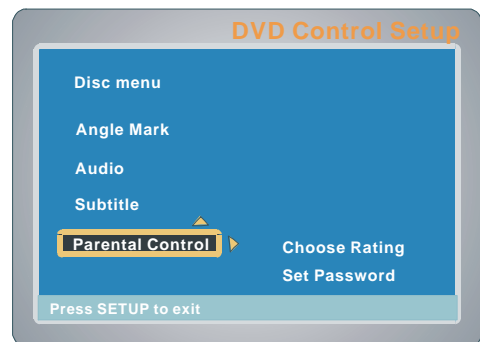 DVD Control Setup
Disc menu
Angle Mark
Audio
Subtitle
Parental Control
Choose Rating
Set Password
Press SETUP to exit